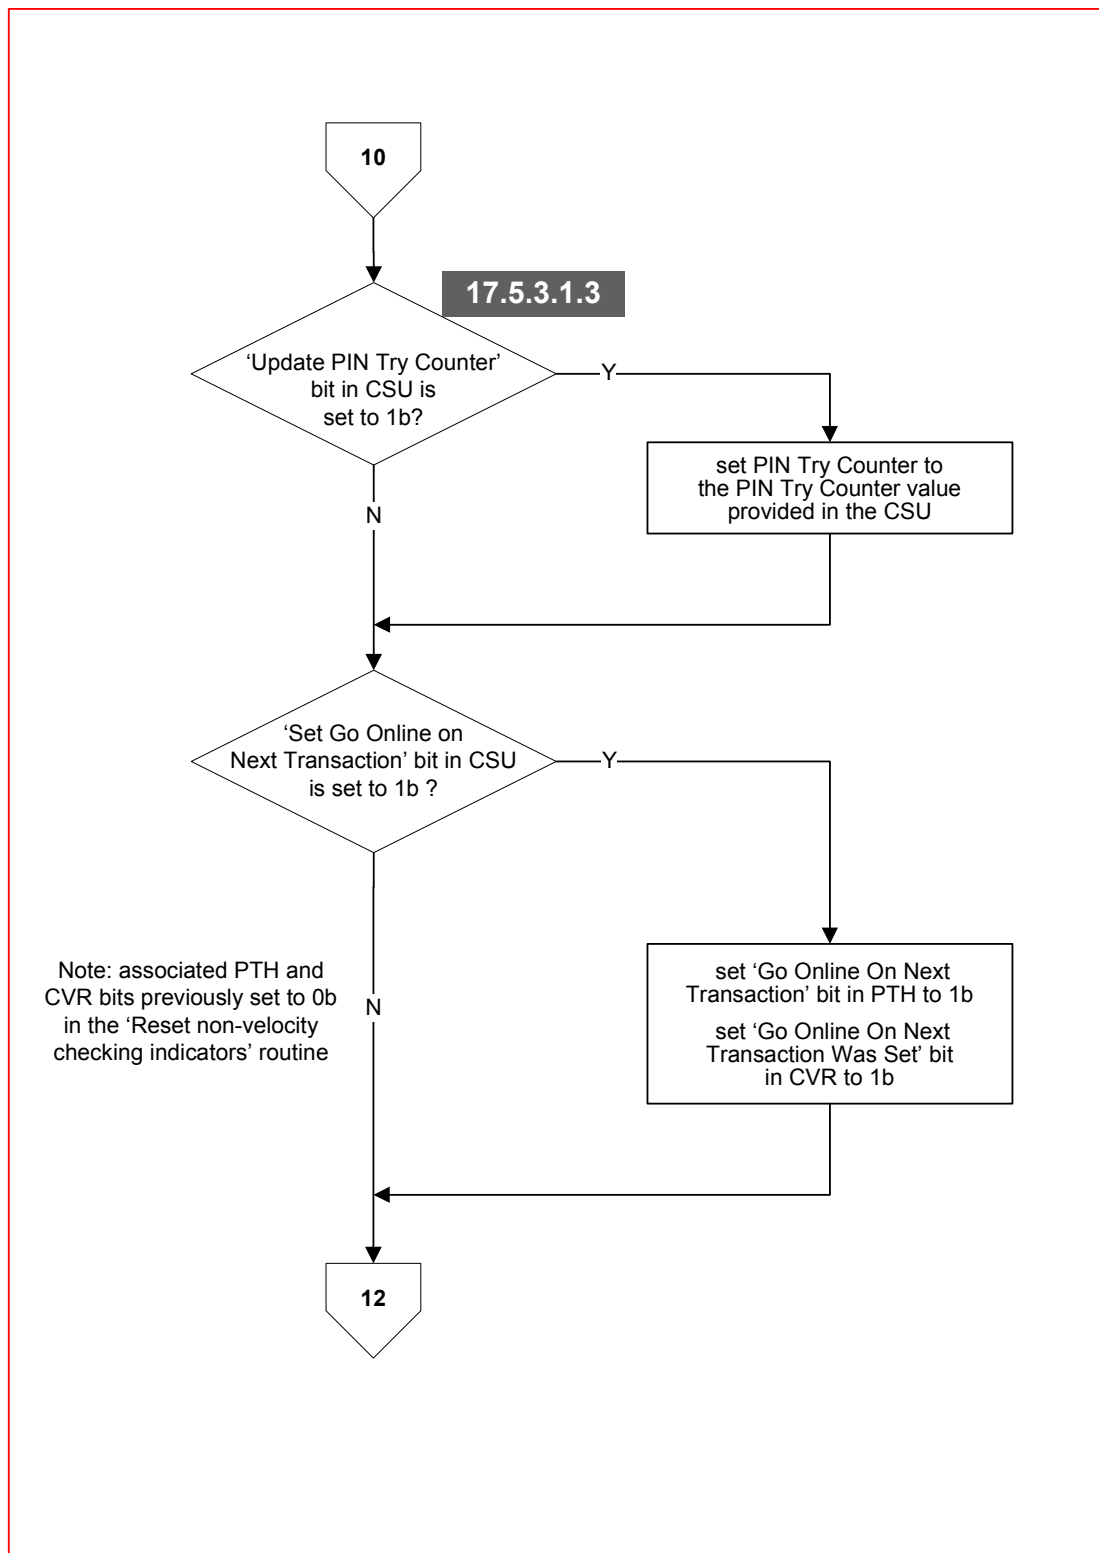 10
17.5.3.1.3
‘Update PIN Try Counter’
bit in CSU is
set to 1b?
Y
set PIN Try Counter to
the PIN Try Counter value
provided in the CSU
N
‘Set Go Online on
Next Transaction’ bit in CSU
is set to 1b ?
Y
Note: associated PTH and
CVR bits previously set to 0b
in the ‘Reset non-velocity
checking indicators’ routine
N
set ‘Go Online On Next
Transaction’ bit in PTH to 1b
set ‘Go Online On Next
Transaction Was Set’ bit
in CVR to 1b
12